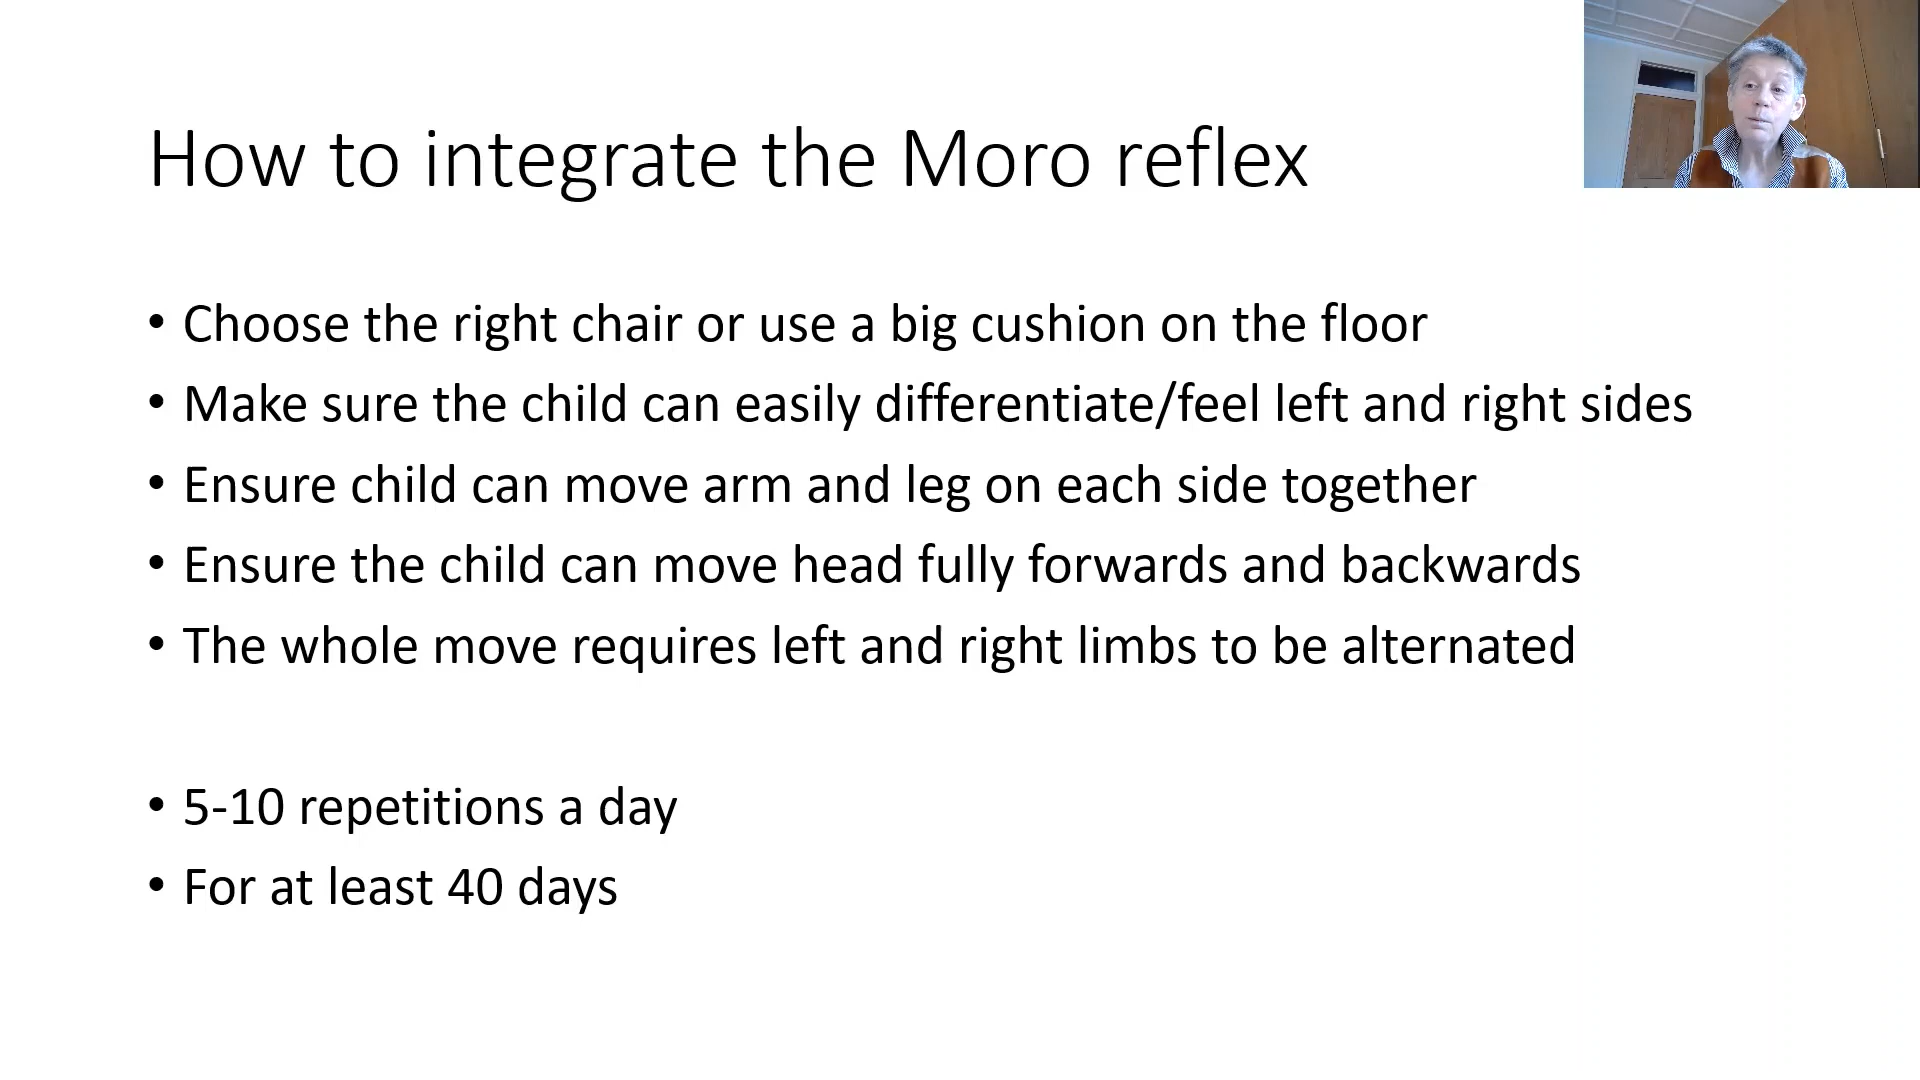 How to integrate the Moro reflex
• Choose the right chair or use a big cushion on the floor
• Make sure the child can easily differentiate/feel left and right sides
• Ensure child can move arm and leg on each side together
• Ensure the child can move head fully forwards and backwards
• The whole move requires left and right limbs to be alternated
• 5-10 repetitions a day
• For at least 40 days